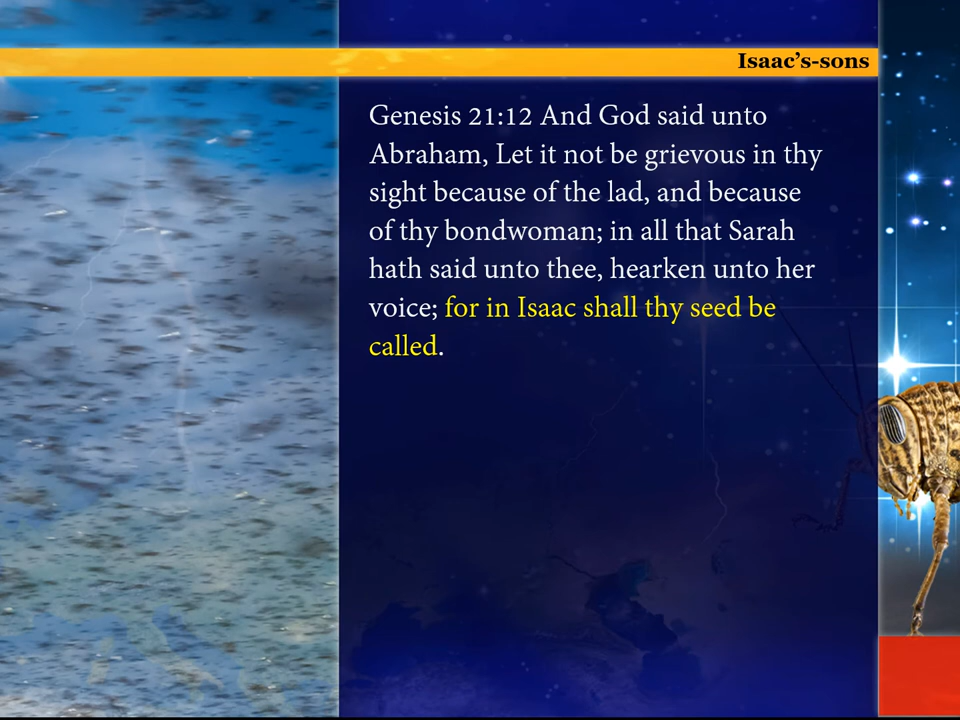 Isaac’s-sons
Genesis 21:12 And God said unto
Abraham, Let it not be grievous in thy
sight because of the lad, and because
of thy bondwoman; in all that Sarah
hath said unto thee, hearken unto her
voice; for in Isaac shall thy seed be
called.